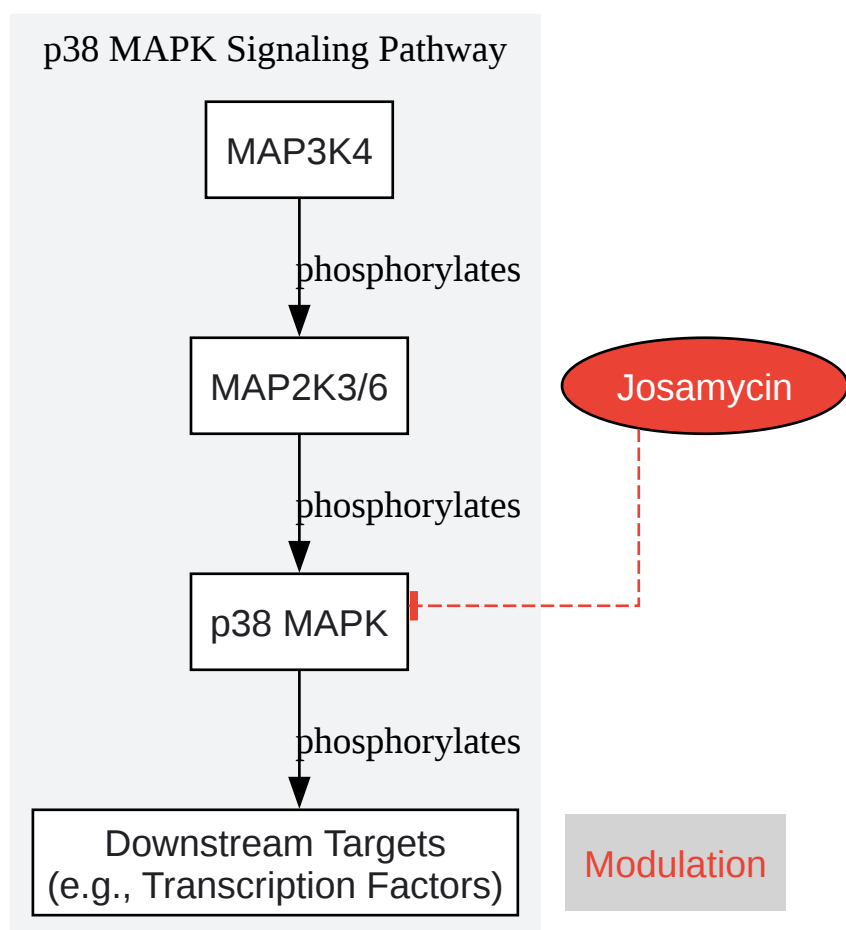 p38 MAPK Signaling Pathway
MAP3K4
phosphorylates
MAP2K3/6
Josamycin
phosphorylates
p38 MAPK
phosphorylates
Downstream Targets
(e.g., Transcription Factors)
Modulation